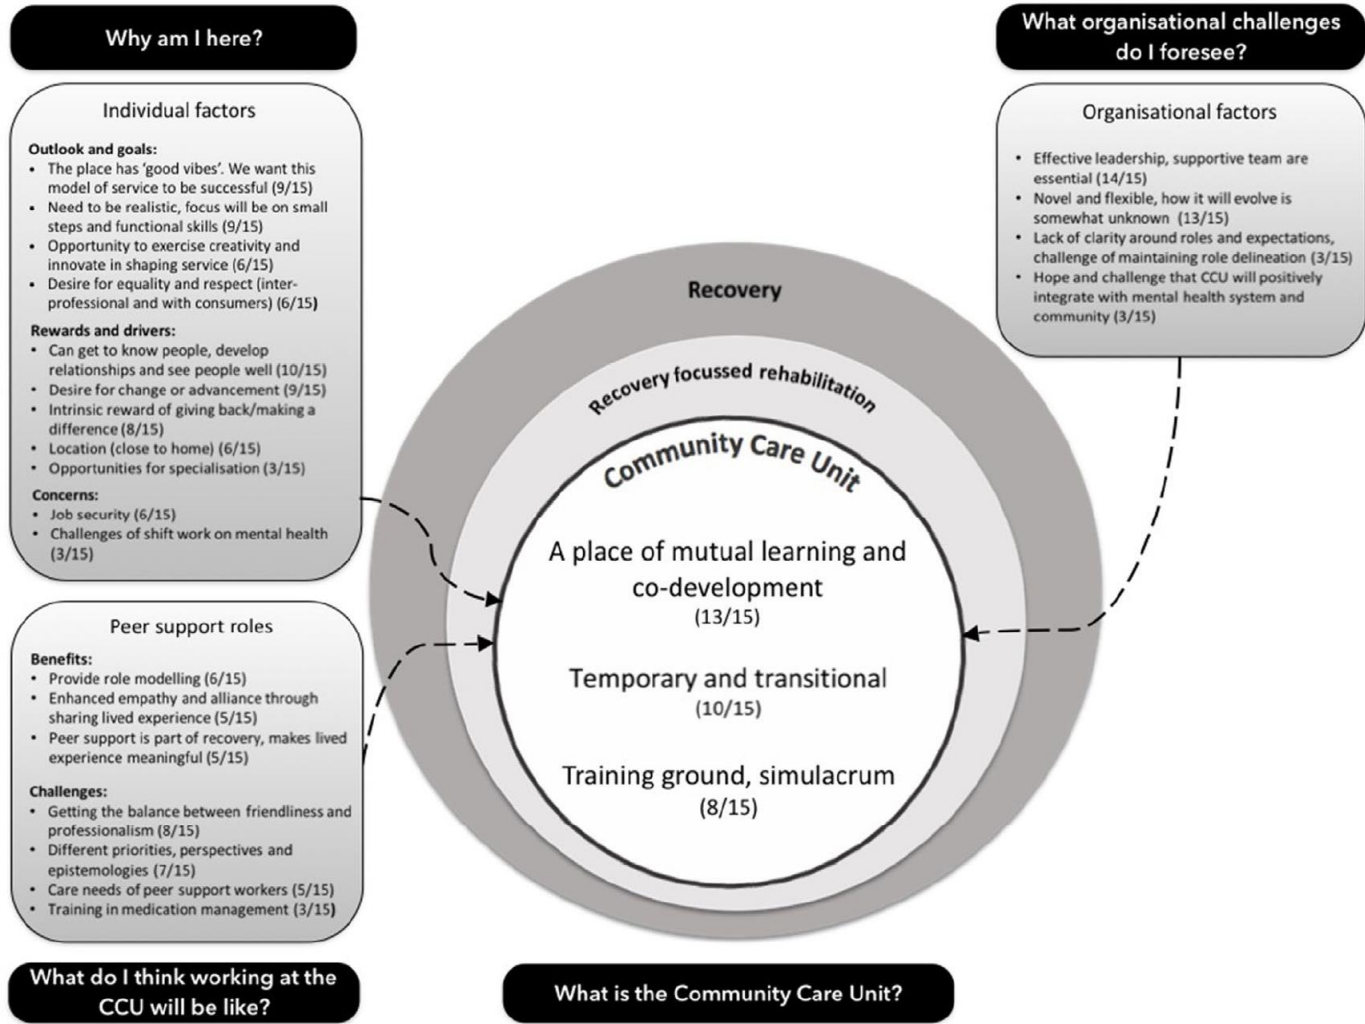 Why am I here?
Individual factors
Outlook and goals:
• The place has ‘good vibes’. We want this
model of service to be successful (9/15)
• Need to be realistic, focus will be on small
steps and functional skills (9/15)
• Opportunity to exercise creativity and
innovate in shaping service (6/15)
• Desire for equality and respect (inter-
professional and with consumers) (6/15)
Rewards and drivers:
• Can get to know people, develop
relationships and see people well (10/15)
• Desire for change or advancement (9/15)
• Intrinsic reward of giving back/making a
difference (8/15)
• Location (close to home) (6/15)
• Opportunities for specialisation (3/15)
Concerns:
• Job security (6/15)
• Challenges of shift work on mental health
(3/15)
Peer support roles
Benefits:
• Provide role modelling (6/15)
• Enhanced empathy and alliance through
sharing lived experience (5/15)
• Peer support is part of recovery, makes lived
experience meaningful (5/15)
Challenges:
• Getting the balance between friendliness and
professionalism (8/15)
• Different priorities, perspectives and
epistemologies (7/15)
• Care needs of peer support workers (5/15)
• Training in medication management (3/15)
What do I think working at the
CCU will be like?
Recovery
Recovery focussed rehabilitation
Community Care Unit
A place of mutual learning and
co-development
(13/15)
Temporary and transitional
(10/15)
Training ground, simulacrum
(8/15)
What is the Community Care Unit?
What organisational challenges
do I foresee?
Organisational factors
• Effective leadership, supportive team are
essential (14/15)
• Novel and flexible, how it will evolve is
somewhat unknown (13/15)
• Lack of clarity around roles and expectations,
challenge of maintaining role delineation (3/15)
• Hope and challenge that CCU will positively
integrate with mental health system and
community (3/15)